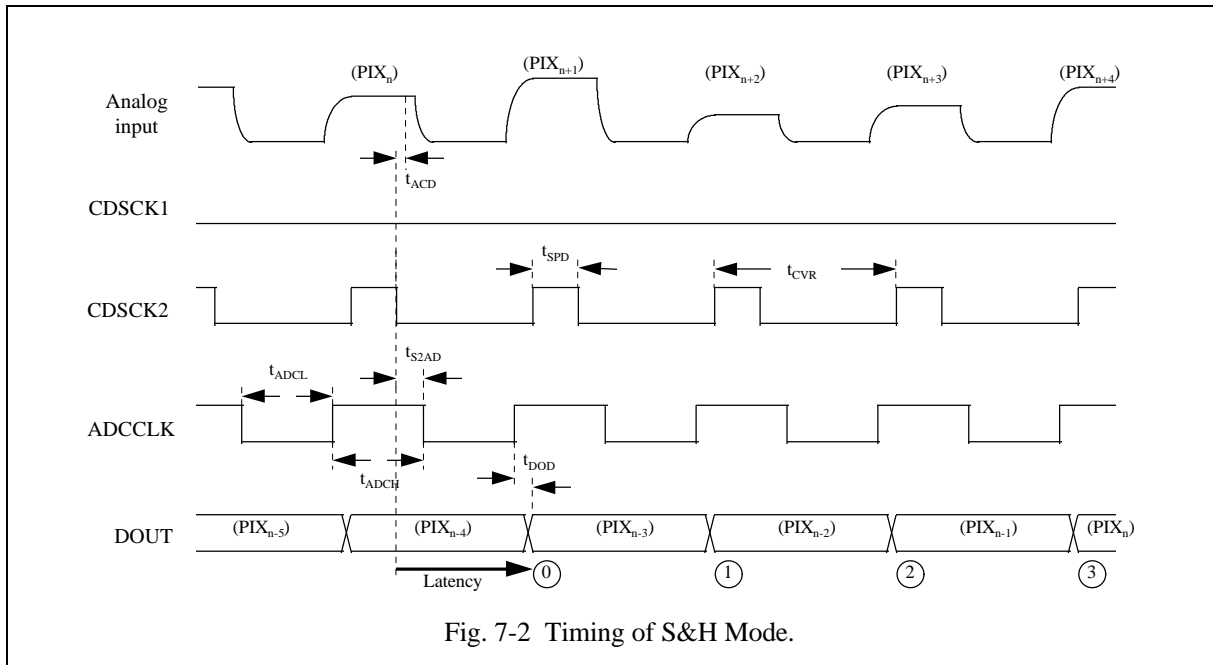 (PIXn) (PIXn+1) (PIXn+2) (PIXn+3) (PIXn+4)
Analog
input
tACD
CDSCK1
tSPD
tCVR
CDSCK2
tS2AD
tADCL
ADCCLK
tDOD
tADCH
(PIXn-5) (PIXn-4) (PIXn-3) (PIXn-2) (PIXn-1) (PIXn)
DOUT
Latency
0 1 2 3
Fig. 7-2 Timing of S&H Mode.